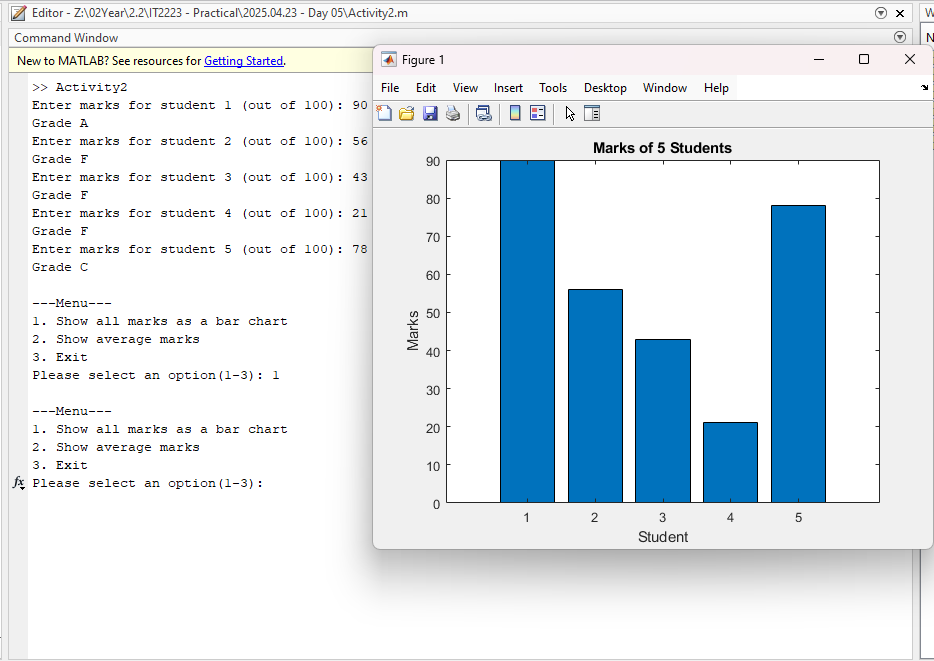 Editor - Z:\02Year\2.2\IT2223 - Practical\2025.04.23 - Day 05\Activity2.m
Command Window
New to MATLAB? See resources for Getting Started.
>> Activity2
Enter marks for student 1 (out of 100): 90
Grade A
Enter marks for student 2 (out of 100): 56
Grade F
Enter marks for student 3 (out of 100): 43
Grade F
Enter marks for student 4 (out of 100): 21
Grade F
Enter marks for student 5 (out of 100): 78
Grade C
---Menu---
1. Show all marks as a bar chart
2. Show average marks
3. Exit
Please select an option(1-3): 1
---Menu---
1. Show all marks as a bar chart
2. Show average marks
3. Exit
fx Please select an option(1-3):
Figure 1
File Edit View Insert Tools Desktop Window Help
Marks of 5 Students
90
80
70
60
50
40
30
20
10
0
Marks
1 2 3 4 5
Student
W
N